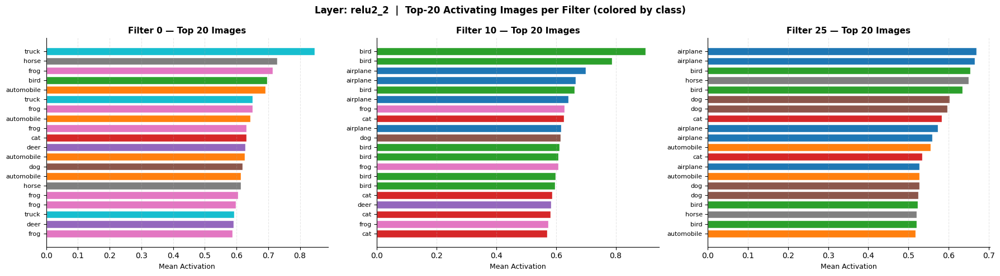 Layer: relu2_2  |  Top-20 Activating Images per Filter (colored by class)
Filter 0 — Top 20 Images
truck
horse
frog
bird
automobile
truck
frog
automobile
frog
cat
deer
automobile
dog
automobile
horse
frog
frog
truck
deer
frog
0.0 0.1 0.2 0.3 0.4 0.5 0.6 0.7 0.8
Mean Activation
Filter 10 — Top 20 Images
bird
bird
airplane
airplane
bird
airplane
frog
cat
airplane
dog
bird
bird
frog
bird
bird
cat
deer
cat
frog
cat
0.0 0.2 0.4 0.6 0.8
Mean Activation
Filter 25 — Top 20 Images
airplane
airplane
bird
horse
bird
dog
dog
cat
airplane
airplane
automobile
cat
airplane
automobile
dog
dog
bird
horse
bird
automobile
0.0 0.1 0.2 0.3 0.4 0.5 0.6 0.7
Mean Activation